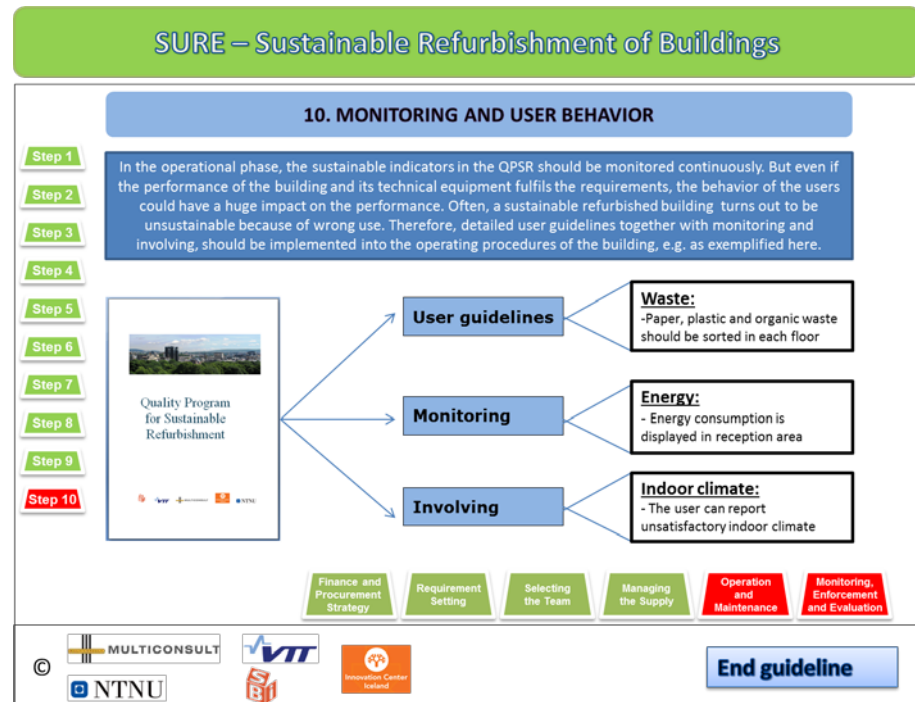 SURE – Sustainable Refurbishment of Buildings
10. MONITORING AND USER BEHAVIOR
Step 1
Step 2
Step 3
Step 4
Step 5
Step 6
Step 7
Step 8
Step 9
Step 10
In the operational phase, the sustainable indicators in the QPSR should be monitored continuously. But even if
the performance of the building and its technical equipment fulfils the requirements, the behavior of the users
could have a huge impact on the performance. Often, a sustainable refurbished building turns out to be
unsustainable because of wrong use. Therefore, detailed user guidelines together with monitoring and
involving, should be implemented into the operating procedures of the building, e.g. as exemplified here.
Quality Program
for Sustainable
Refurbishment
VTT
MULTICONSULT
NTNU
User guidelines
Waste:
-Paper, plastic and organic waste
should be sorted in each floor
Monitoring
Energy:
- Energy consumption is
displayed in reception area
Involving
Indoor climate:
- The user can report
unsatisfactory indoor climate
Finance and
Procurement
Strategy
Requirement
Setting
Selecting
the Team
Managing
the Supply
Operation
and
Maintenance
Monitoring,
Enforcement
and Evaluation
©
MULTICONSULT
VTT
NTNU
SBi
Innovation Center
Iceland
End guideline